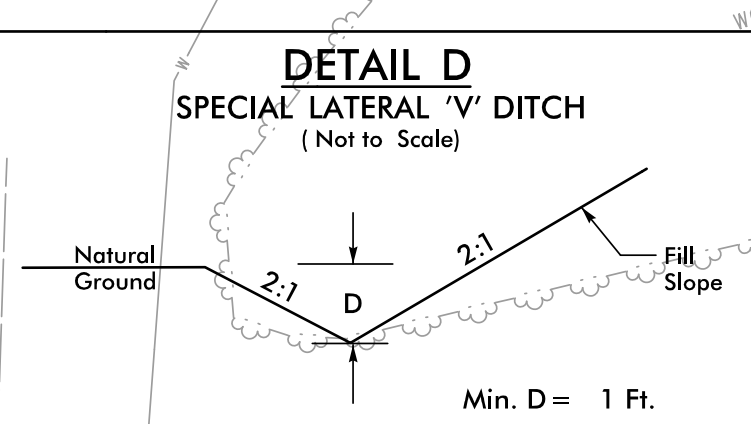 DETAIL D
SPECIAL LATERAL 'V' DITCH
( Not to Scale)
W
Natural
Ground
2:1
D
2:1
Fill
Slope
Min. D = 1 Ft.